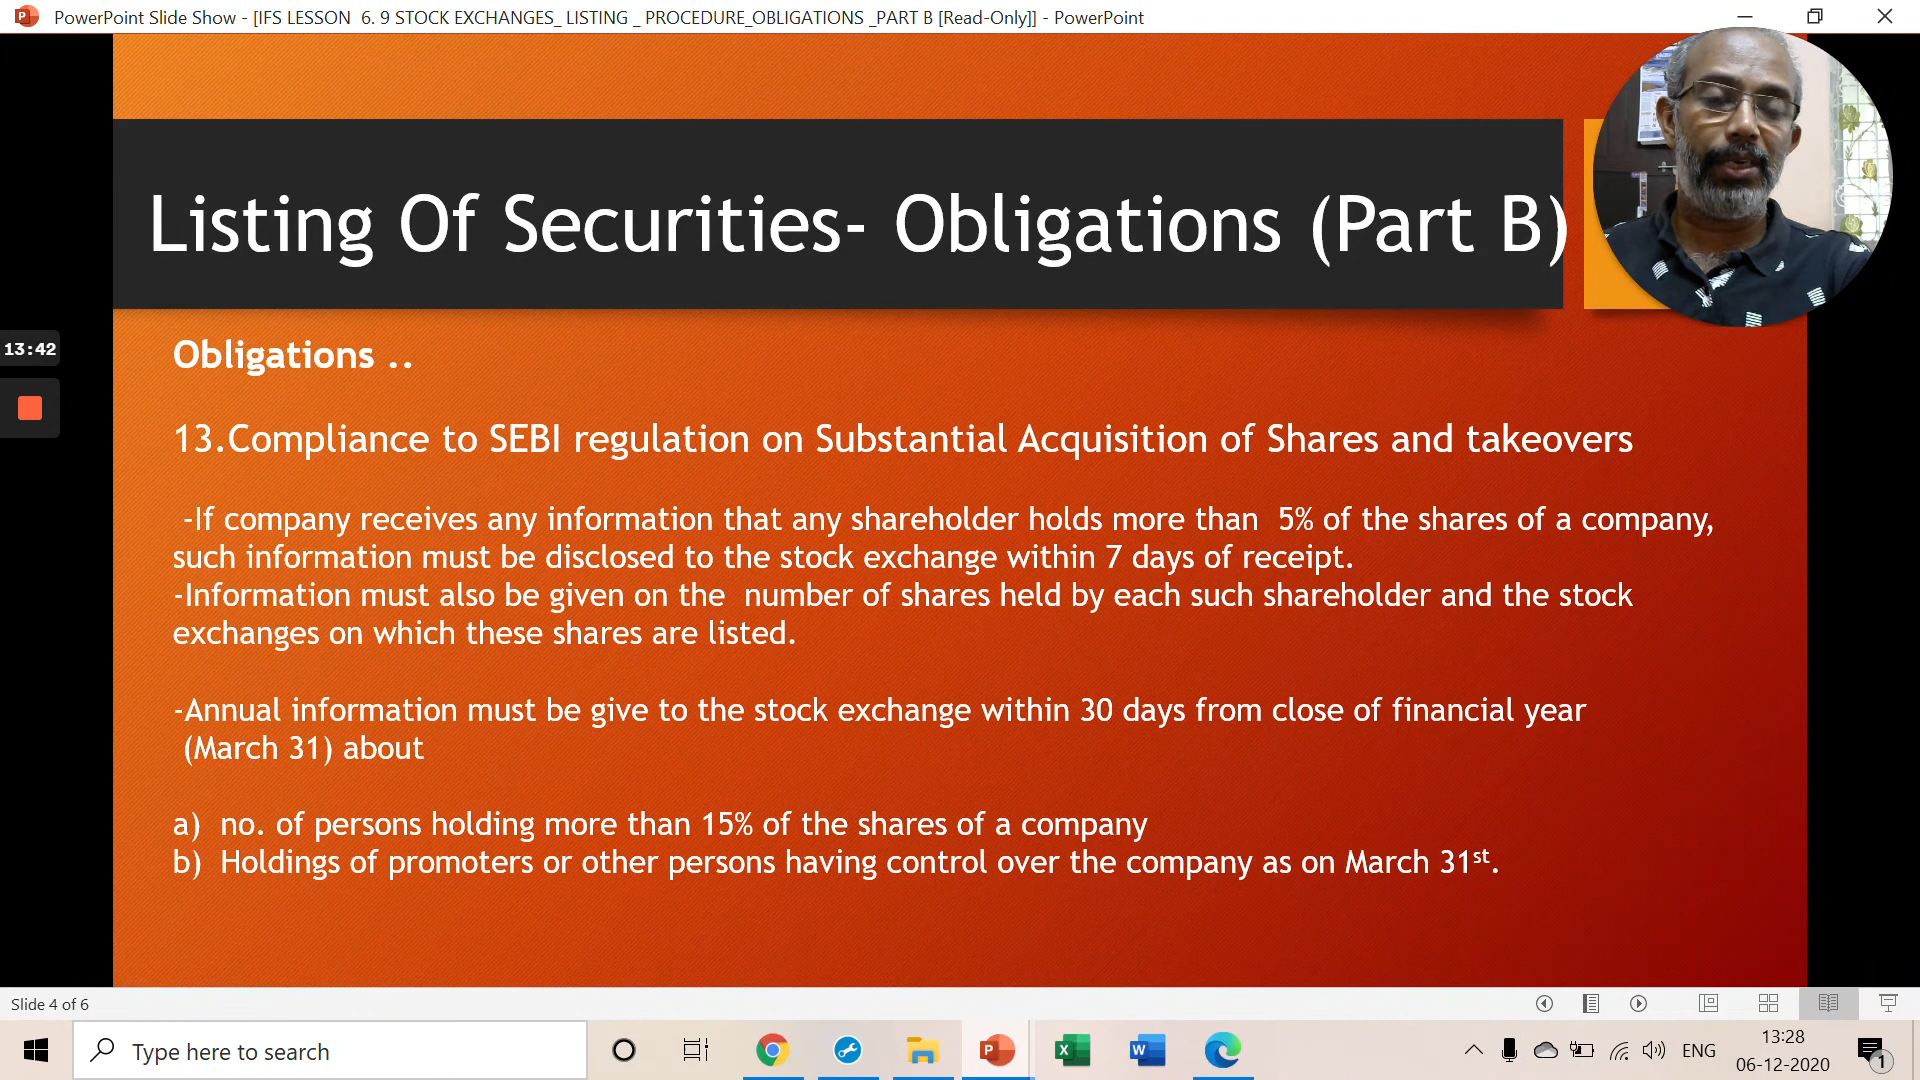 PowerPoint Slide Show - [IFS LESSON  6. 9 STOCK EXCHANGES_ LISTING _ PROCEDURE_OBLIGATIONS _PART B [Read-Only]] - PowerPoint
Listing Of Securities- Obligations (Part B)
13:42
Obligations ..
13.Compliance to SEBI regulation on Substantial Acquisition of Shares and takeovers
-If company receives any information that any shareholder holds more than  5% of the shares of a company,
such information must be disclosed to the stock exchange within 7 days of receipt.
-Information must also be given on the  number of shares held by each such shareholder and the stock
exchanges on which these shares are listed.
-Annual information must be give to the stock exchange within 30 days from close of financial year
(March 31) about
a)  no. of persons holding more than 15% of the shares of a company
b)  Holdings of promoters or other persons having control over the company as on March 31st.
Slide 4 of 6
Type here to search
ENG
13:28
06-12-2020
1